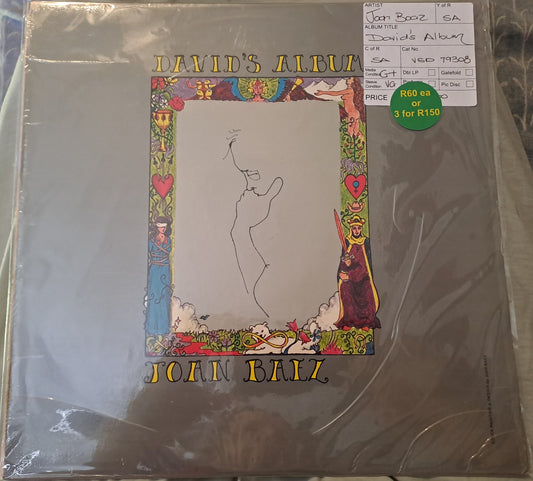 ARTIST
Y of R
Joan Baez
SA
ALBUM TITLE
David's Album
C of R
Cat No.
SA
VSD 79308
Media Condition
G+
Dbl LP
Gatefold
Sleeve Condition
VG
Pic Disc
PRICE
R60 ea
or
3 for R150
DAVID'S ALBUM
JOAN BAEZ